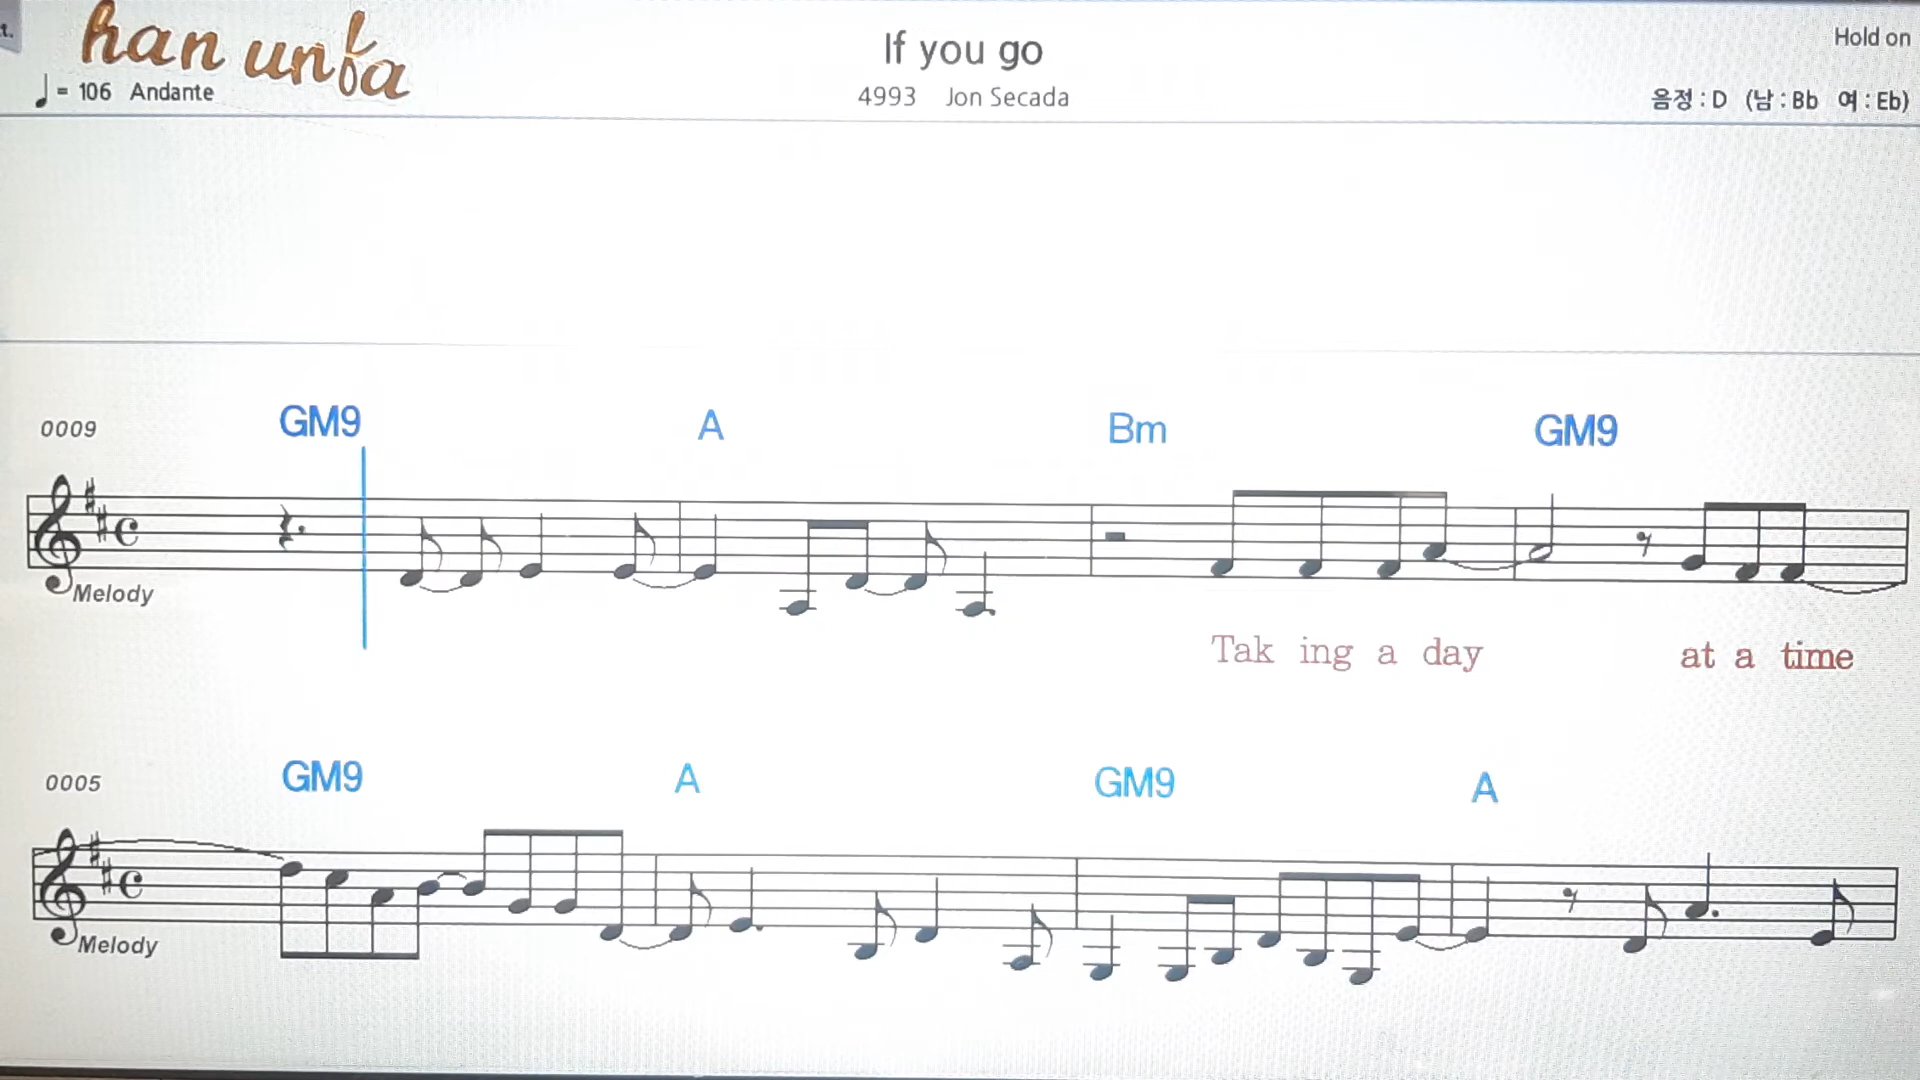 han unba
If you go
Hold on
♩= 106 Andante
4993 Jon Secada
음정 : D (남 : Bb 여 : Eb)
0009 GM9 A Bm GM9
Melody
Tak ing a day at a time
0005 GM9 A GM9 A
Melody